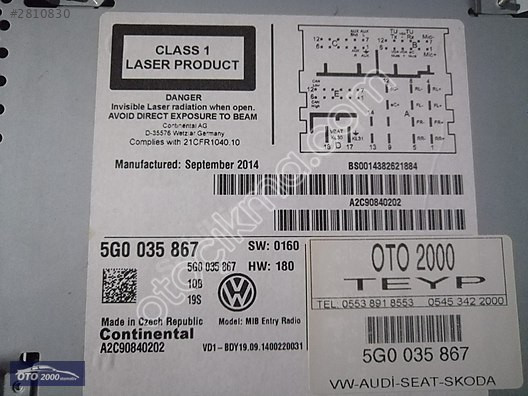 #2810830
CLASS 1
LASER PRODUCT
DANGER
Invisible Laser radiation when open.
AVOID DIRECT EXPOSURE TO BEAM
Continental AG
D-35576 Wetzlar Germany
Complies with 21CFR1040.10
Manufactured: September 2014
BS0014382621884
A2C90840202
5G0 035 867
SW: 0160
5G0 035 867
HW: 180
10B
19S
Made in Czech Republic
Model: MIB Entry Radio
Continental
A2C90840202
VD1-BDY19.09.1400220031
OTO 2000
TEYP
TEL: 0553 891 8553 0545 342 2000
5G0 035 867
VW-AUDİ-SEAT-SKODA
otocikma.com
OTO 2000